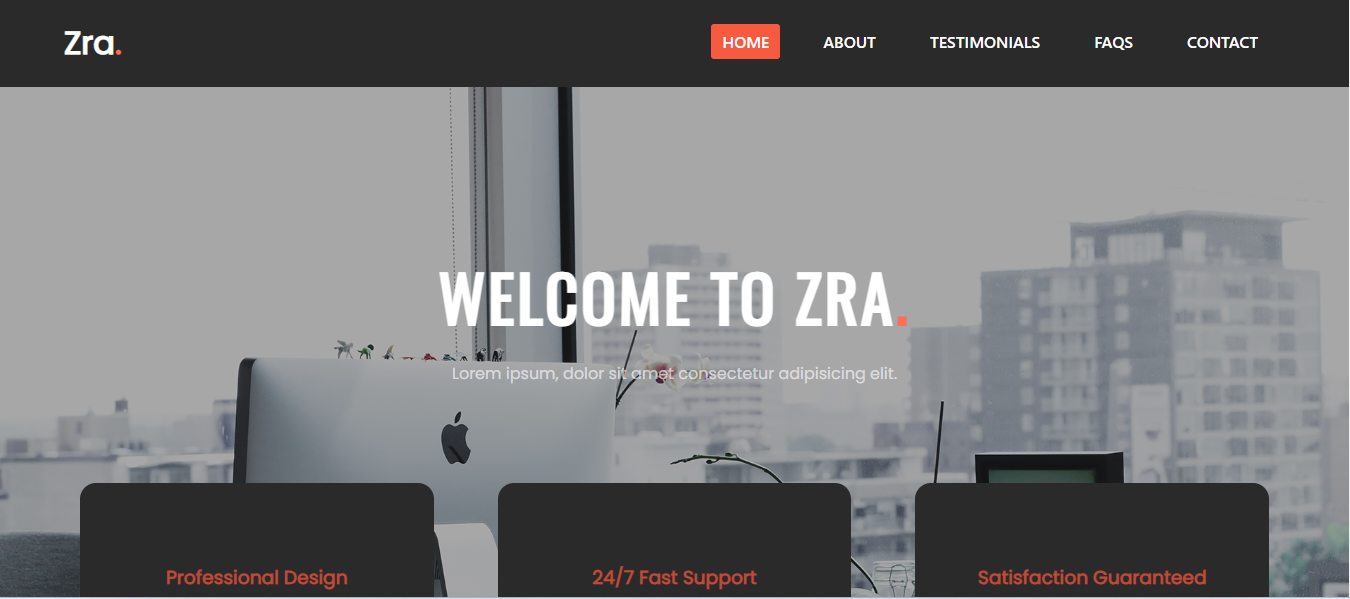 Zra.
HOME ABOUT TESTIMONIALS FAQS CONTACT
WELCOME TO ZRA.
Lorem ipsum, dolor sit amet consectetur adipisicing elit.
Professional Design
24/7 Fast Support
Satisfaction Guaranteed